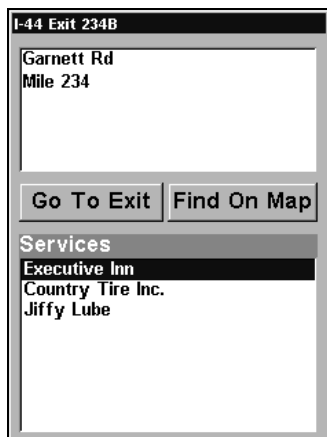 I-44 Exit 234B
Garnett Rd
Mile 234
Go To Exit
Find On Map
Services
Executive Inn
Country Tire Inc.
Jiffy Lube